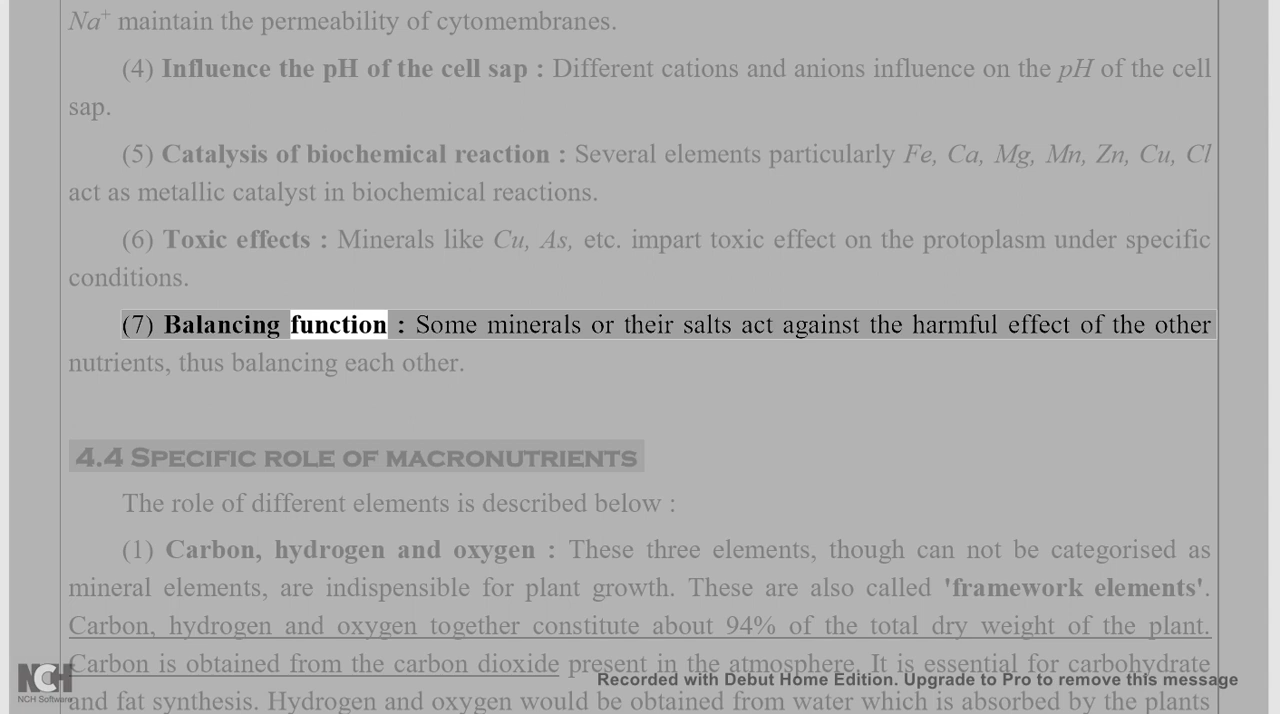 Na+ maintain the permeability of cytomembranes.
(4) Influence the pH of the cell sap : Different cations and anions influence on the pH of the cell
sap.
(5) Catalysis of biochemical reaction : Several elements particularly Fe, Ca, Mg, Mn, Zn, Cu, Cl
act as metallic catalyst in biochemical reactions.
(6) Toxic effects : Minerals like Cu, As, etc. impart toxic effect on the protoplasm under specific
conditions.
(7) Balancing function : Some minerals or their salts act against the harmful effect of the other
nutrients, thus balancing each other.
4.4 SPECIFIC ROLE OF MACRONUTRIENTS
The role of different elements is described below :
(1) Carbon, hydrogen and oxygen : These three elements, though can not be categorised as
mineral elements, are indispensible for plant growth. These are also called 'framework elements'.
Carbon, hydrogen and oxygen together constitute about 94% of the total dry weight of the plant.
Carbon is obtained from the carbon dioxide present in the atmosphere. It is essential for carbohydrate
and fat synthesis. Hydrogen and oxygen would be obtained from water which is absorbed by the plants
NCH
NCH Software
Recorded with Debut Home Edition. Upgrade to Pro to remove this message